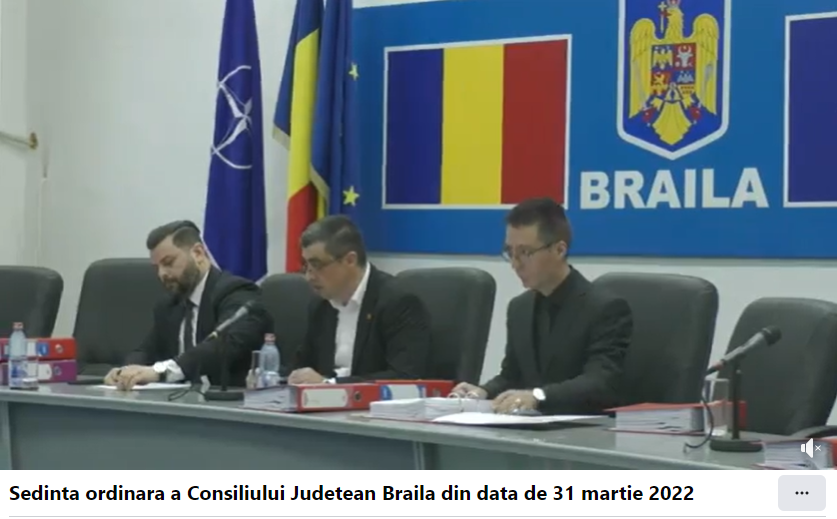 BRAILA
Sedinta ordinara a Consiliului Judetean Braila din data de 31 martie 2022